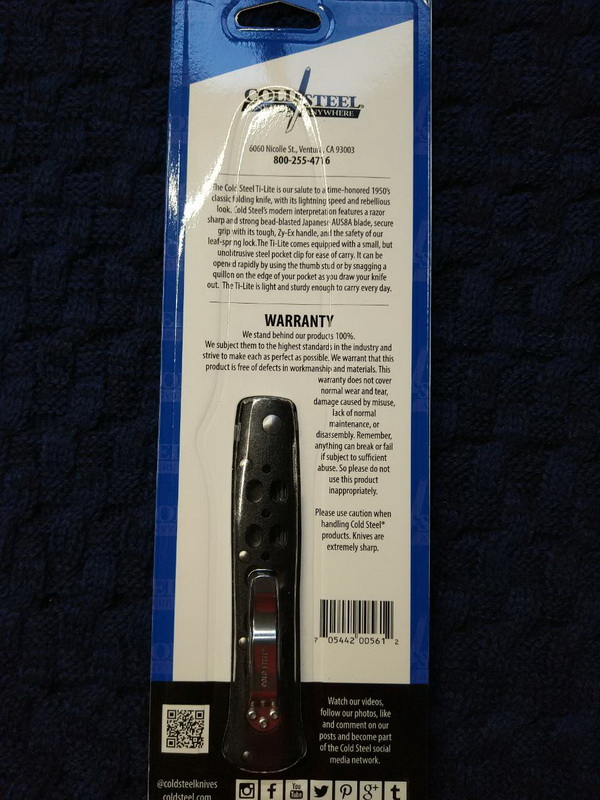 COLD STEEL®
ANYWHERE
6060 Nicolle St., Ventura, CA 93003
800-255-4716
The Cold Steel Ti-Lite is our salute to a time-honored 1950's
classic folding knife, with its lightning speed and rebellious
look. Cold Steel's modern interpretation features a razor
sharp and strong bead-blasted Japanese AUS8A blade, secure
grip with its tough, Zy-Ex handle, and the safety of our
leaf-spring lock.The Ti-Lite comes equipped with a small, but
unobtrusive steel pocket clip for ease of carry. It can be
opened rapidly by using the thumb stud or by snagging a
quillon on the edge of your pocket as you draw your knife
out. The Ti-Lite is light and sturdy enough to carry every day.
WARRANTY
We stand behind our products 100%.
We subject them to the highest standards in the industry and
strive to make each as perfect as possible. We warrant that this
product is free of defects in workmanship and materials. This
warranty does not cover
normal wear and tear,
damage caused by misuse,
lack of normal
maintenance, or
disassembly. Remember,
anything can break or fail
if subject to sufficient
abuse. So please do not
use this product
inappropriately.
Please use caution when
handling Cold Steel®
products. Knives are
extremely sharp.
7 05442 00561 2
COLD STEEL
Watch our videos,
follow our photos, like
and comment on our
posts and become part
of the Cold Steel social
media network.
@coldsteelknives
coldsteel.com
You Tube
g+
t